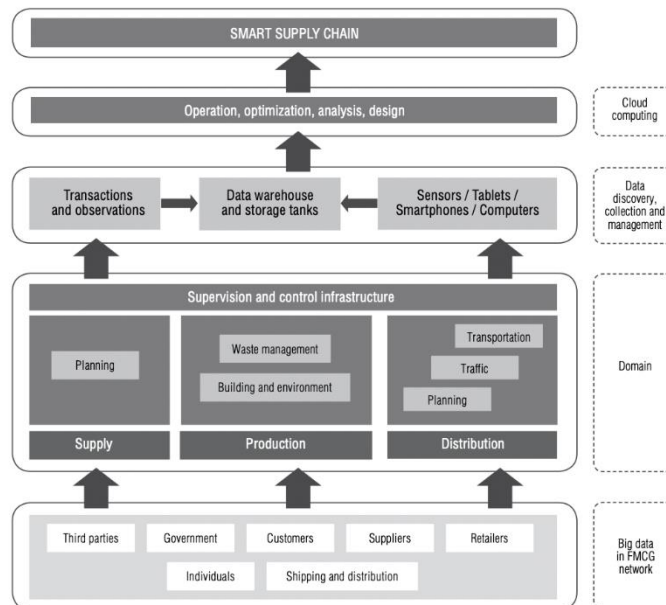 SMART SUPPLY CHAIN
Operation, optimization, analysis, design
Cloud
computing
Transactions
and observations
Data warehouse
and storage tanks
Sensors / Tablets /
Smartphones / Computers
Data
discovery,
collection and
management
Supervision and control infrastructure
Planning
Waste management
Building and environment
Transportation
Traffic
Planning
Domain
Supply
Production
Distribution
Third parties
Government
Customers
Suppliers
Retailers
Individuals
Shipping and distribution
Big data
in FMCG
network